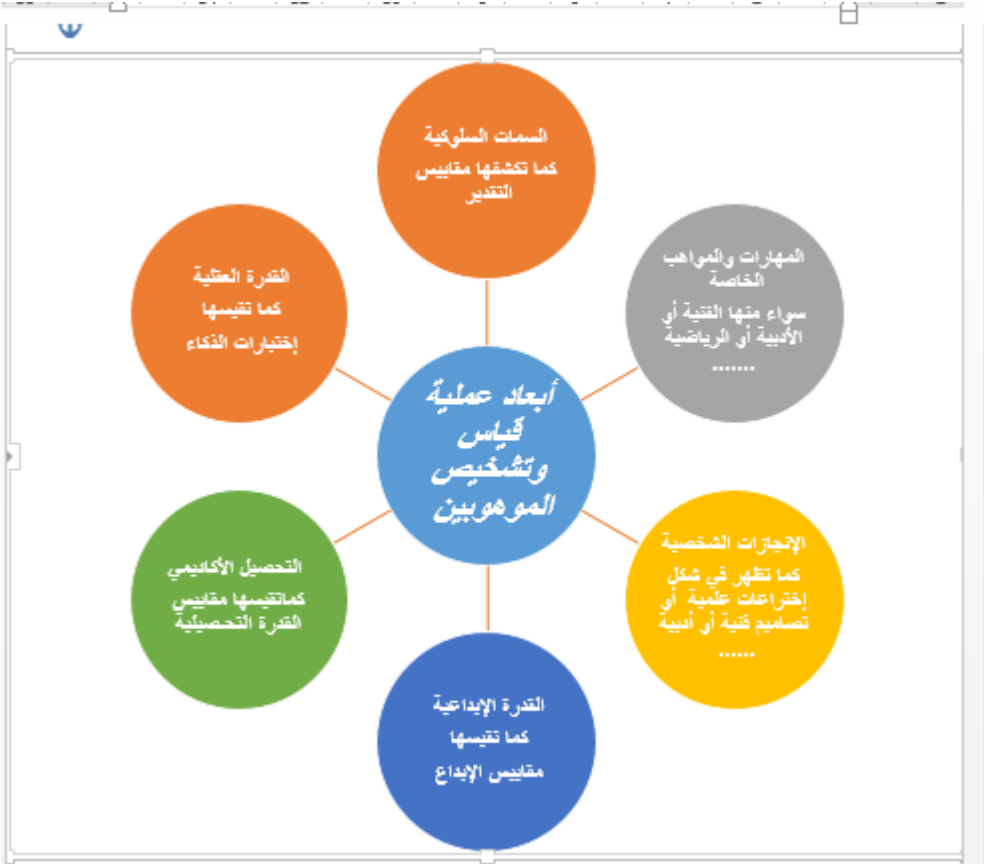 السمات السلوكية
كما تكشفها مقاييس
التقدير
المهارات والمواهب
الخاصة
سواء منها الفنية أو
الأدبية أو الرياضية
.......
القدرة العقلية
كما تقيسها
إختبارات الذكاء
أبعاد عملية
قياس
وتشخيص
الموهوبين
الإنجازات الشخصية
كما تظهر في شكل
إختراعات علمية أو
تصاميم فنية أو أدبية
......
التحصيل الأكاديمي
كماتقيسها مقاييس
القدرة التحصيلية
القدرة الإبداعية
كما تقيسها
مقاييس الإبداع